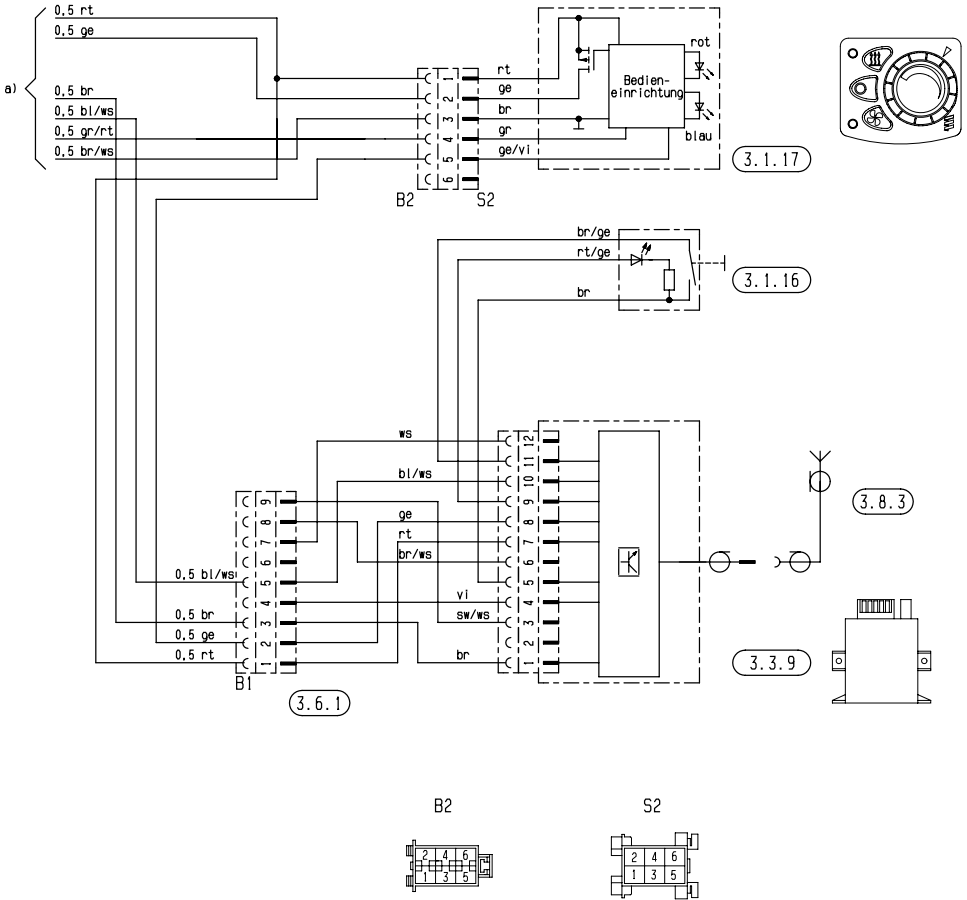 0,5 rt
0,5 ge
a)
0,5 br
0,5 bl/ws
0,5 gr/rt
0,5 br/ws
1
2
3
4
5
6
B2
S2
rt
ge
br
gr
ge/vi
Bedien-
einrichtung
rot
blau
3.1.17
br/ge
rt/ge
br
3.1.16
ws
bl/ws
ge
rt
br/ws
vi
sw/ws
br
12
11
10
9
8
7
6
5
4
3
2
1
3.8.3
3.3.9
9
8
7
6
5
4
3
2
1
0,5 bl/ws
0,5 br
0,5 ge
0,5 rt
B1
3.6.1
B2
S2
2 4 6
1 3 5
2 4 6
1 3 5